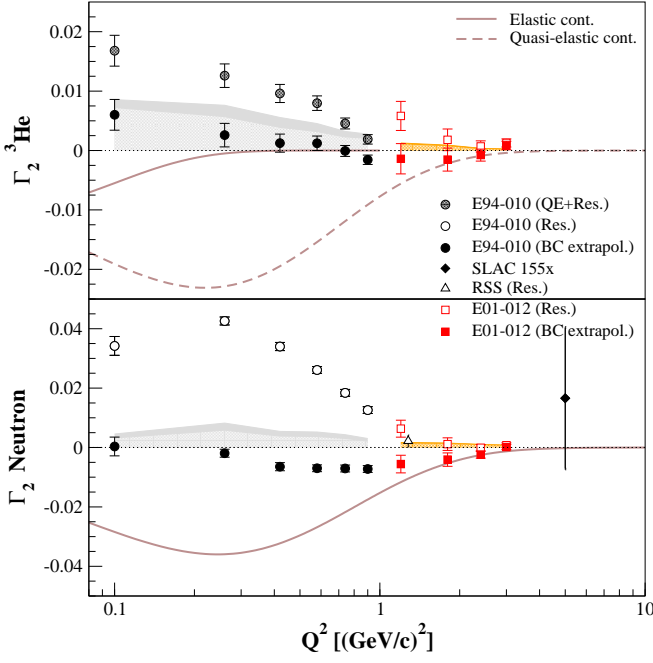 Elastic cont.
Quasi-elastic cont.
0.02
0.01
0
-0.01
-0.02
Γ₂ ³He
E94-010 (QE+Res.)
E94-010 (Res.)
E94-010 (BC extrapol.)
SLAC 155x
RSS (Res.)
E01-012 (Res.)
E01-012 (BC extrapol.)
0.04
0.02
0
-0.02
-0.04
Γ₂ Neutron
0.1
1
10
Q² [(GeV/c)²]